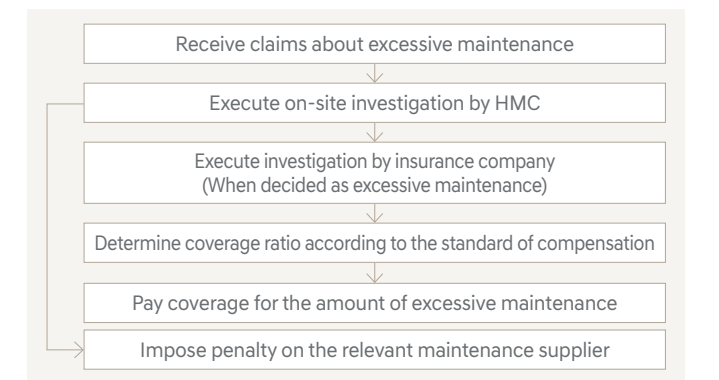 Receive claims about excessive maintenance
Execute on-site investigation by HMC
Execute investigation by insurance company
(When decided as excessive maintenance)
Determine coverage ratio according to the standard of compensation
Pay coverage for the amount of excessive maintenance
Impose penalty on the relevant maintenance supplier